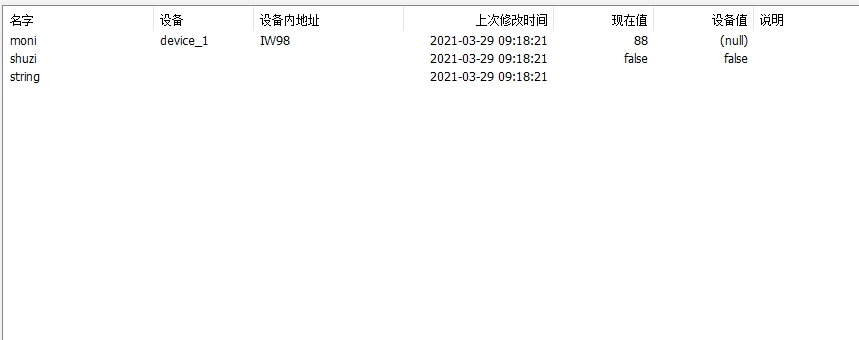 名字 设备 设备内地址 上次修改时间 现在值 设备值 说明
moni device_1 IW98 2021-03-29 09:18:21 88 (null)
shuzi 2021-03-29 09:18:21 false false
string 2021-03-29 09:18:21